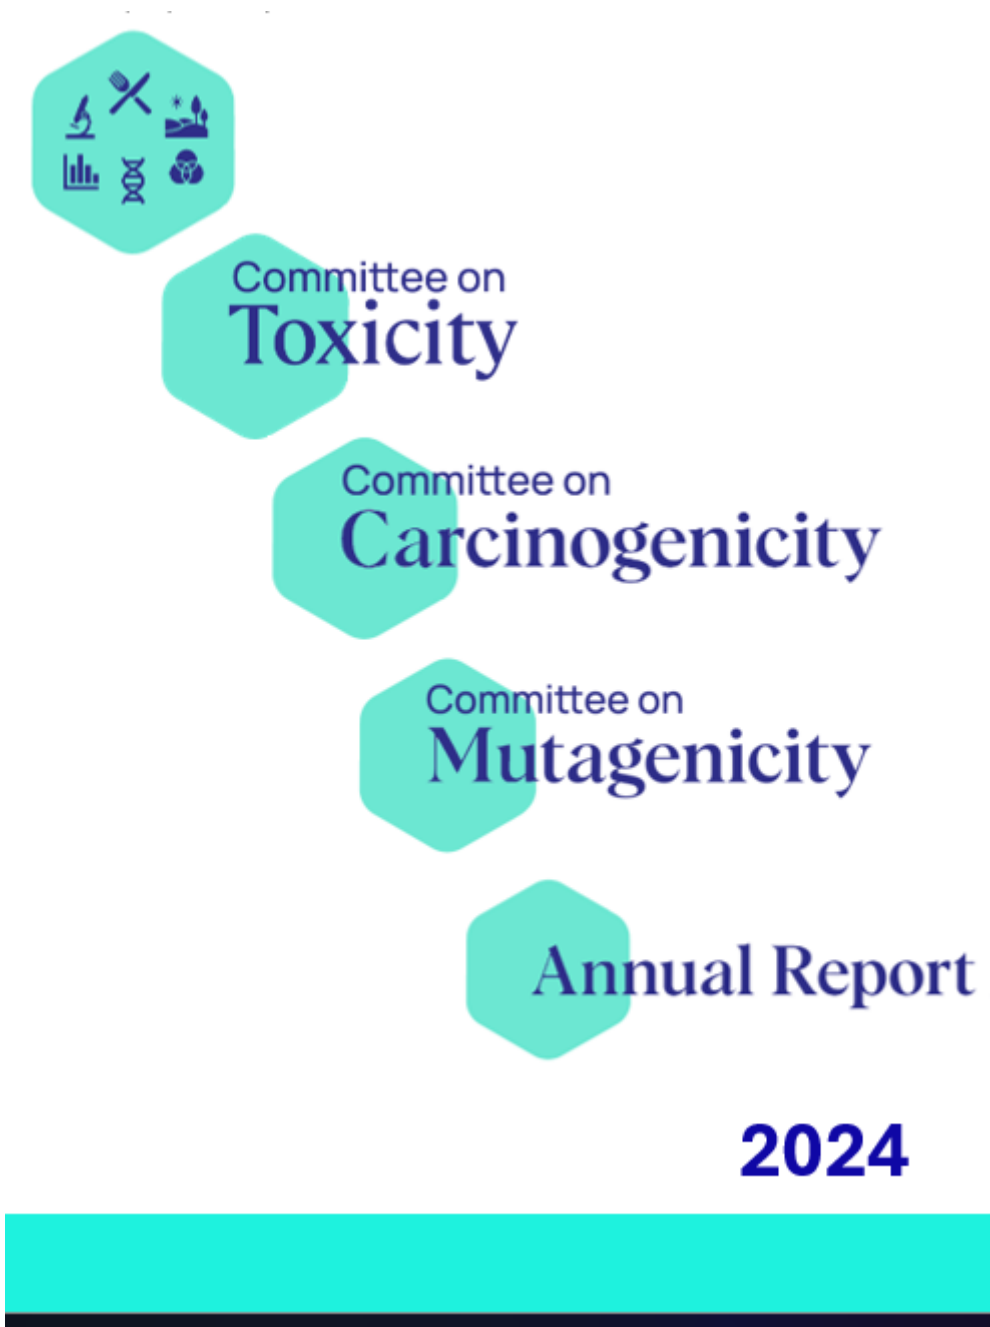 Committee on
Toxicity
Committee on
Carcinogenicity
Committee on
Mutagenicity
Annual Report
2024